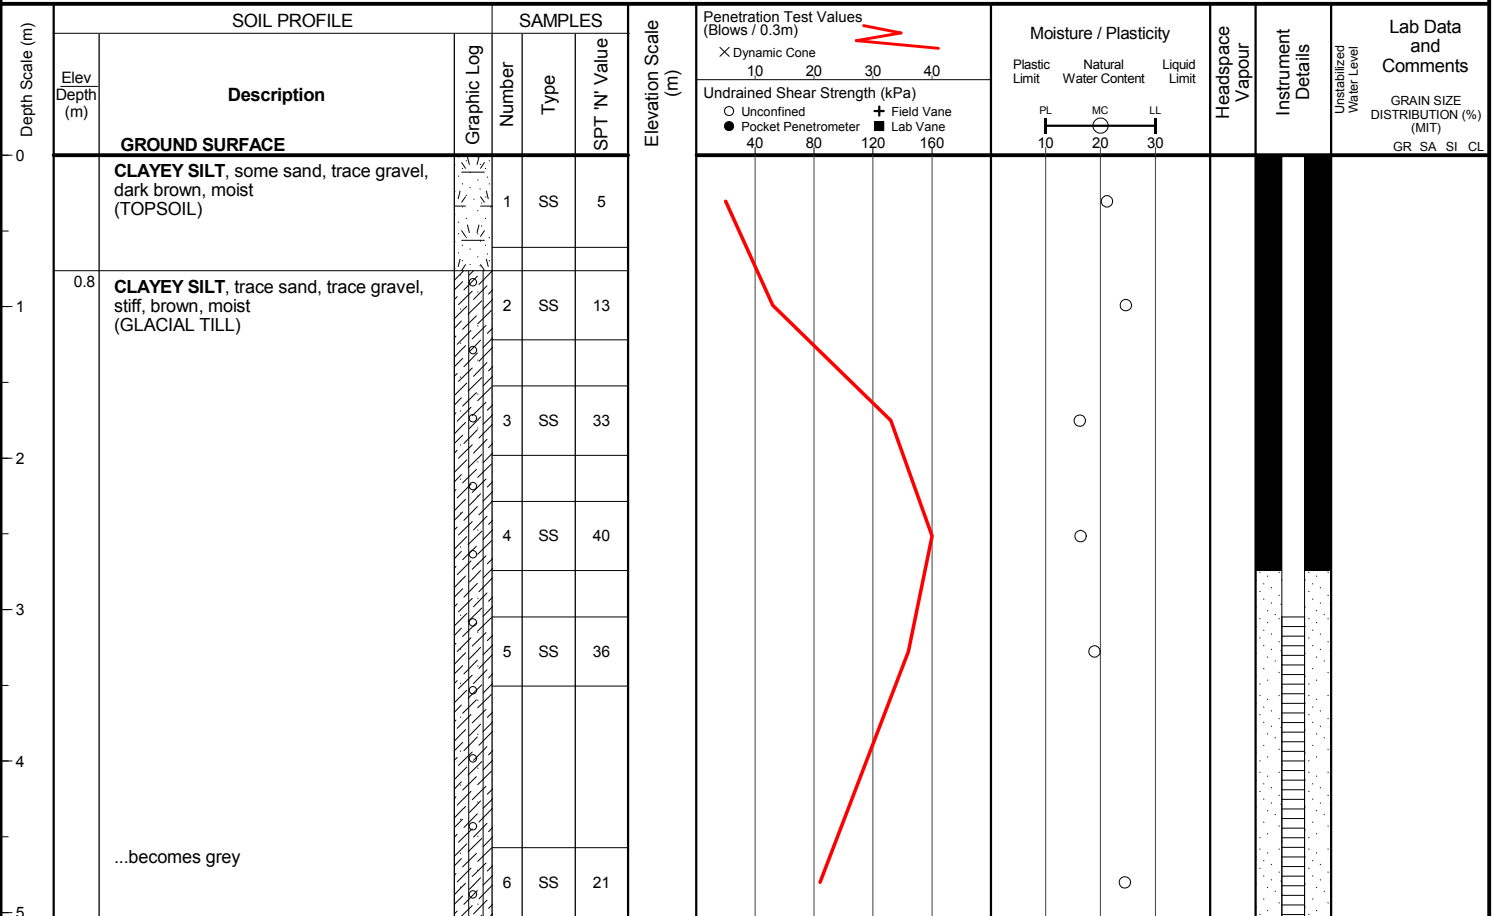 SOIL PROFILE
SAMPLES
Depth Scale (m)
Elev
Depth
(m)
Description
GROUND SURFACE
Graphic Log
Number
Type
SPT 'N' Value
Elevation Scale
(m)
Penetration Test Values
(Blows / 0.3m)
× Dynamic Cone
10 20 30 40
Undrained Shear Strength (kPa)
Unconfined
Field Vane
Pocket Penetrometer
Lab Vane
40 80 120 160
Moisture / Plasticity
Plastic
Limit
Natural
Water Content
Liquid
Limit
PL MC LL
10 20 30
Headspace
Vapour
Instrument
Details
Unstabilized
Water Level
Lab Data
and
Comments
GRAIN SIZE
DISTRIBUTION (%)
(MIT)
GR SA SI CL
0
CLAYEY SILT, some sand, trace gravel,
dark brown, moist
(TOPSOIL)
1 SS 5
0.8
CLAYEY SILT, trace sand, trace gravel,
stiff, brown, moist
(GLACIAL TILL)
1
2 SS 13
3 SS 33
2
4 SS 40
3
5 SS 36
4
...becomes grey
6 SS 21
5